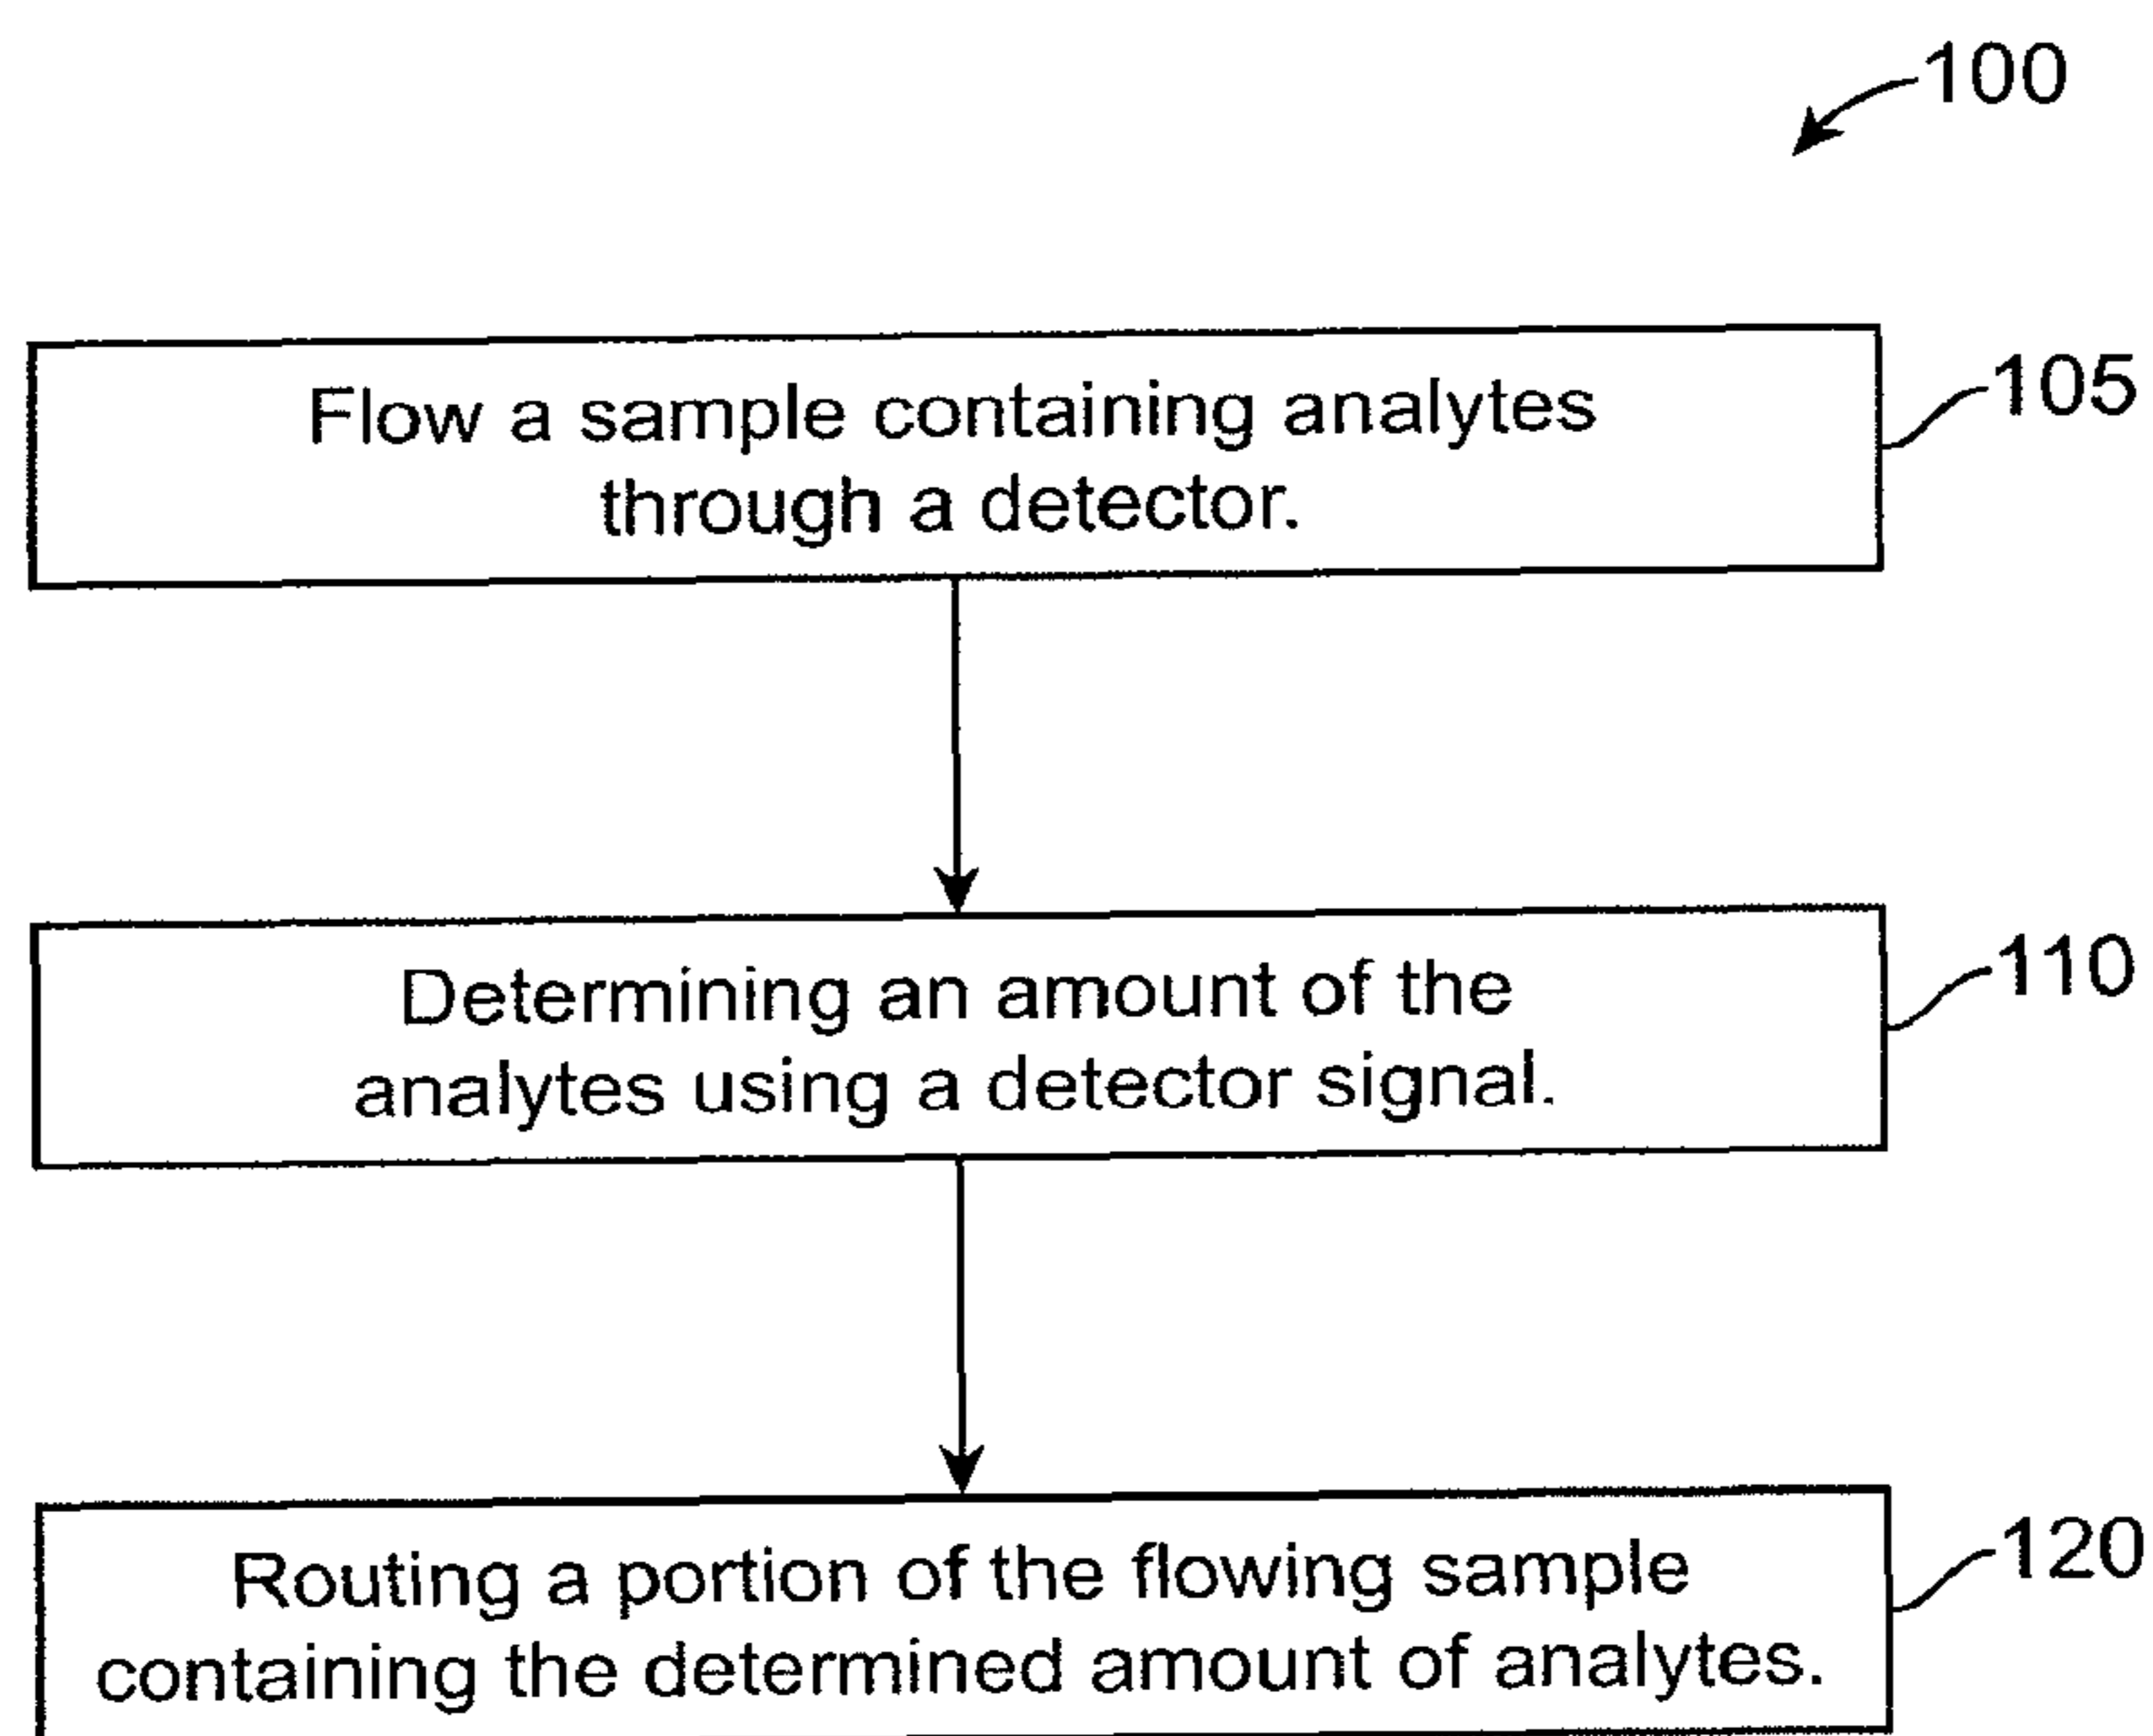 100
Flow a sample containing analytes
through a detector.
105
Determining an amount of the
analytes using a detector signal.
110
Routing a portion of the flowing sample
containing the determined amount of analytes.
120